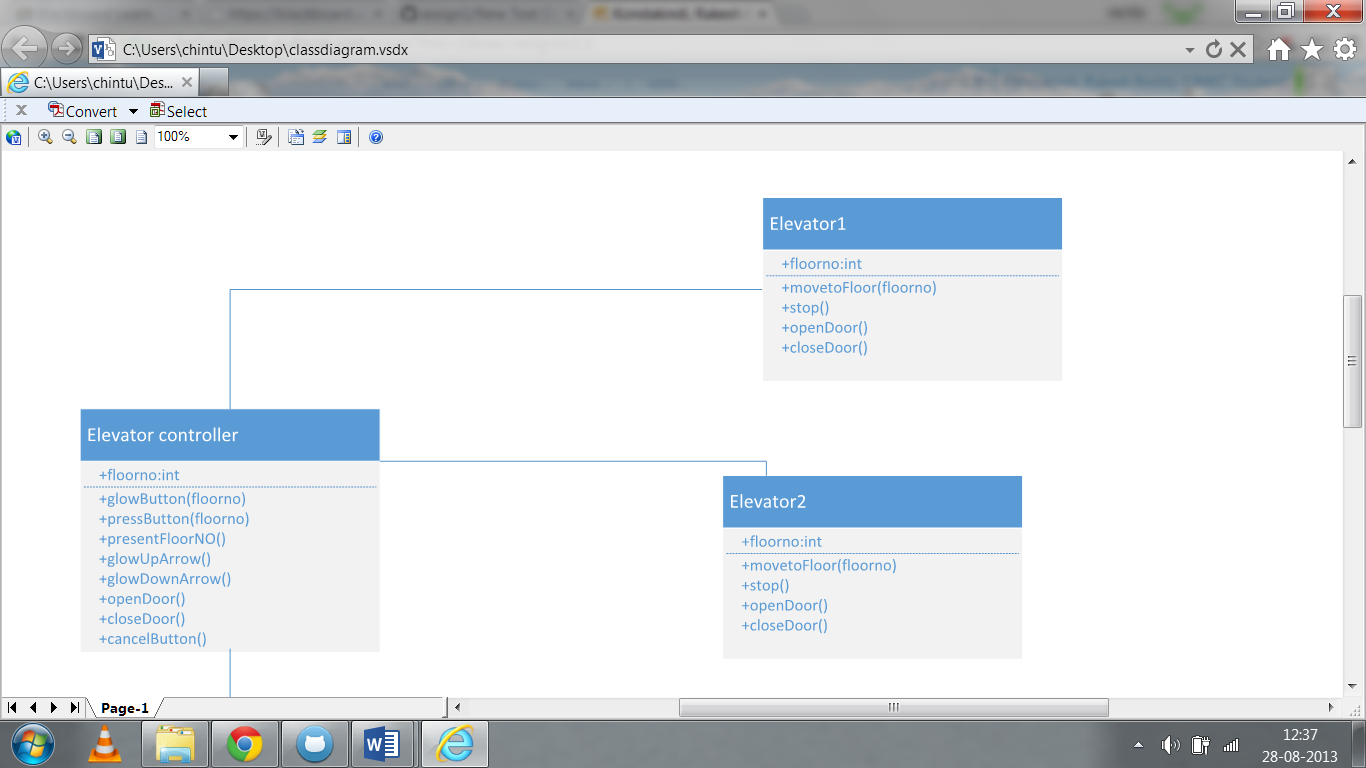 C:\Users\chintu\Desktop\classdiagram.vsdx
C:\Users\chintu\Des...
Convert
Select
100%
Elevator1
+floorno:int
+movetoFloor(floorno)
+stop()
+openDoor()
+closeDoor()
Elevator controller
+floorno:int
+glowButton(floorno)
+pressButton(floorno)
+presentFloorNO()
+glowUpArrow()
+glowDownArrow()
+openDoor()
+closeDoor()
+cancelButton()
Elevator2
+floorno:int
+movetoFloor(floorno)
+stop()
+openDoor()
+closeDoor()
Page-1
12:37
28-08-2013